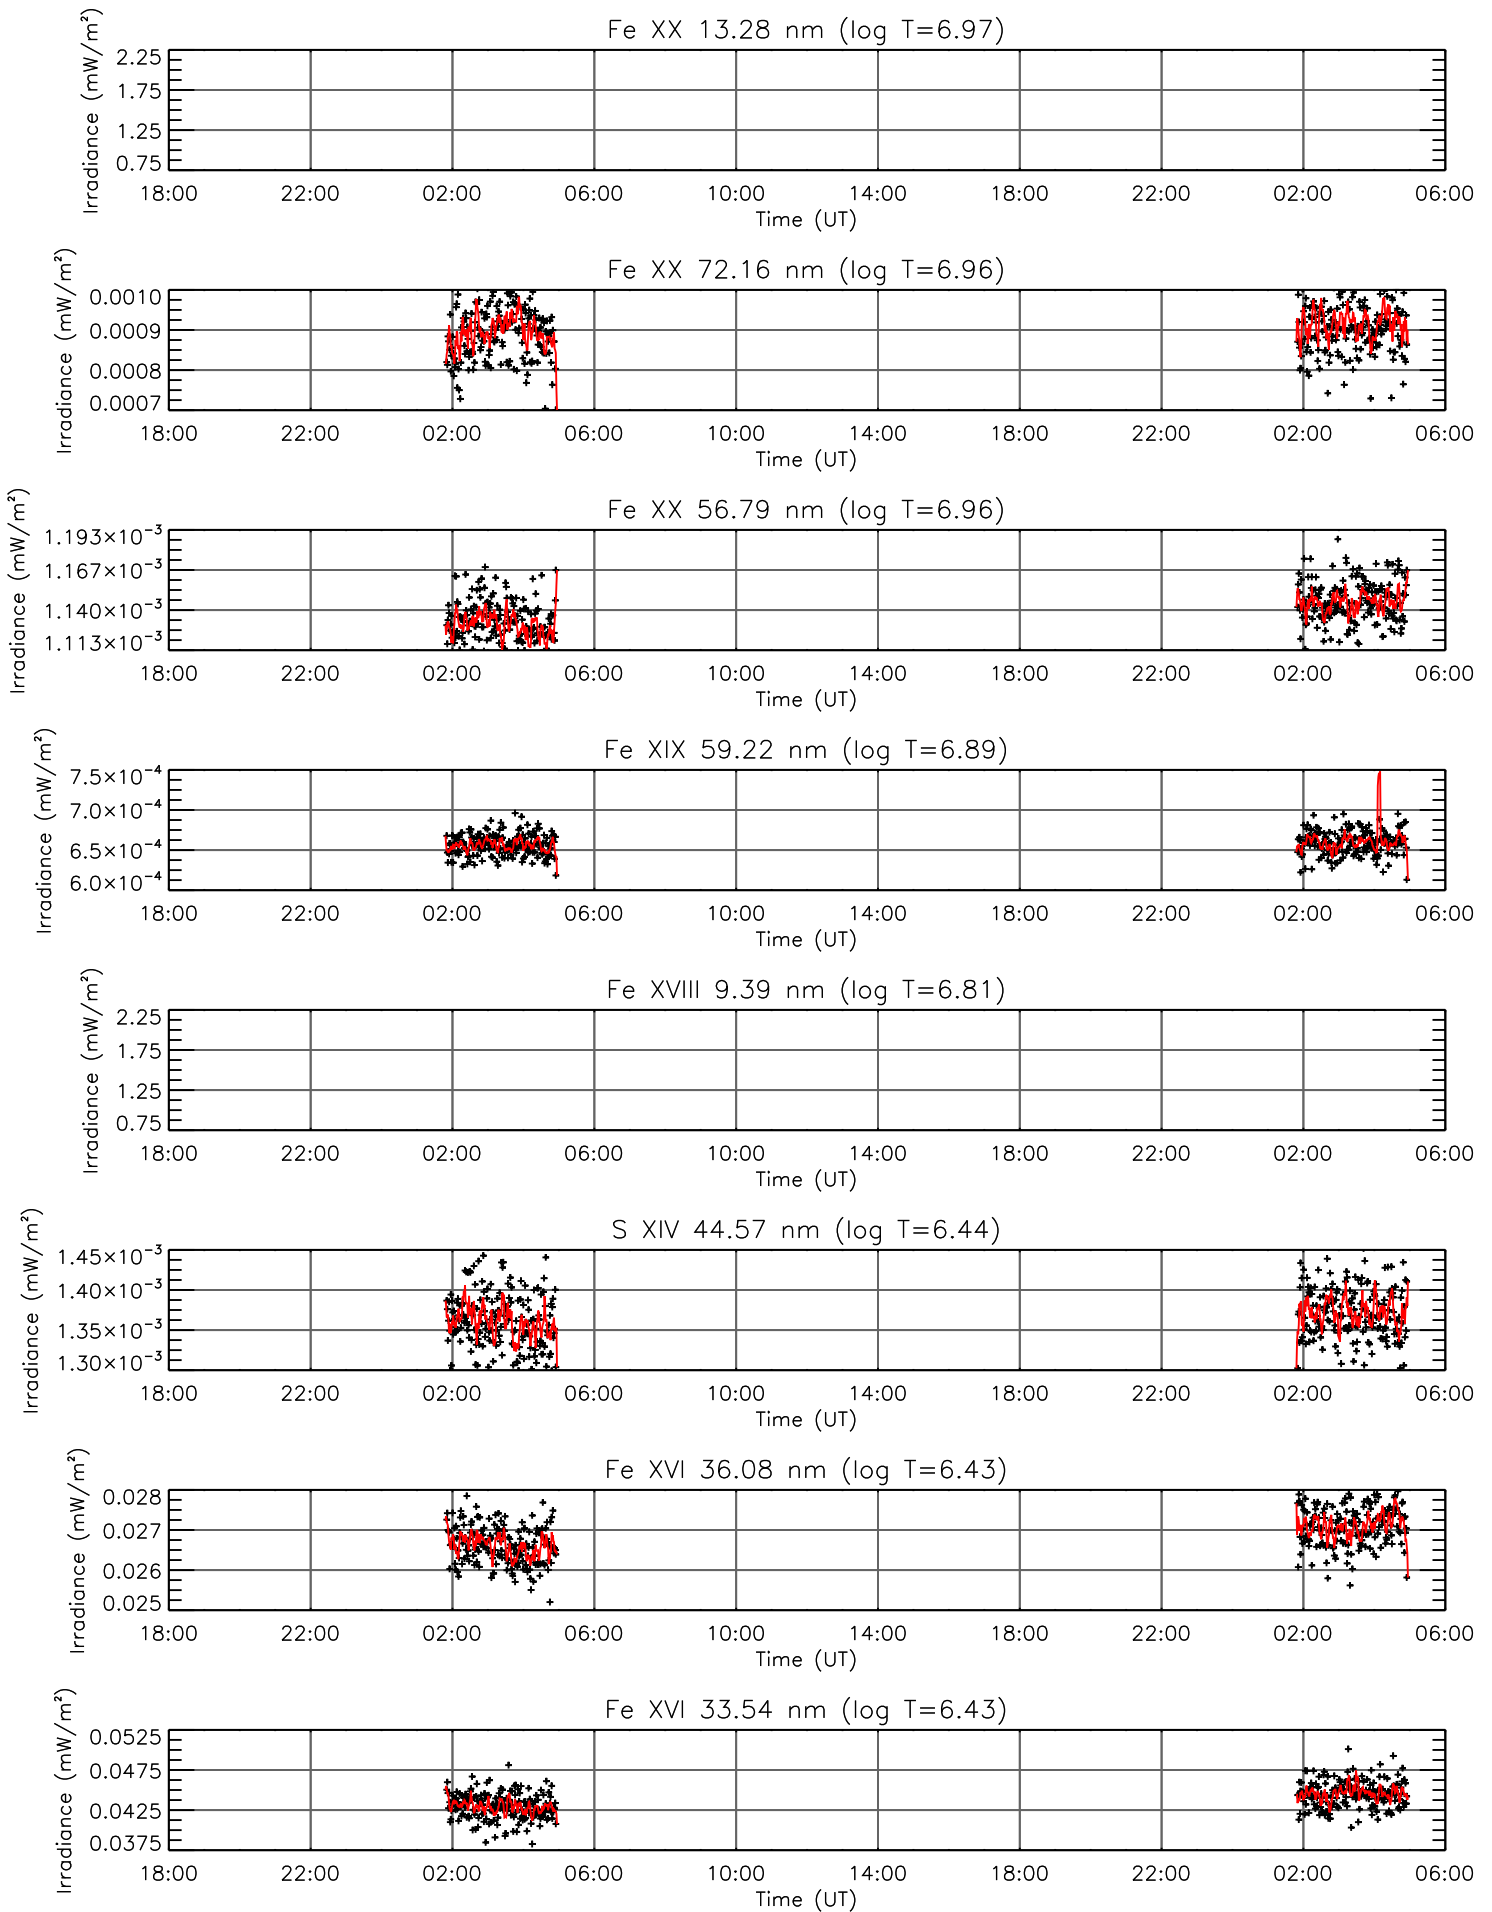 Fe XX 13.28 nm (log T=6.97)
Irradiance (mW/m²)
2.25
1.75
1.25
0.75
18:00 22:00 02:00 06:00 10:00 14:00 18:00 22:00 02:00 06:00
Time (UT)
Fe XX 72.16 nm (log T=6.96)
Irradiance (mW/m²)
0.0010
0.0009
0.0008
0.0007
18:00 22:00 02:00 06:00 10:00 14:00 18:00 22:00 02:00 06:00
Time (UT)
Fe XX 56.79 nm (log T=6.96)
Irradiance (mW/m²)
1.193×10⁻³
1.167×10⁻³
1.140×10⁻³
1.113×10⁻³
18:00 22:00 02:00 06:00 10:00 14:00 18:00 22:00 02:00 06:00
Time (UT)
Fe XIX 59.22 nm (log T=6.89)
Irradiance (mW/m²)
7.5×10⁻⁴
7.0×10⁻⁴
6.5×10⁻⁴
6.0×10⁻⁴
18:00 22:00 02:00 06:00 10:00 14:00 18:00 22:00 02:00 06:00
Time (UT)
Fe XVIII 9.39 nm (log T=6.81)
Irradiance (mW/m²)
2.25
1.75
1.25
0.75
18:00 22:00 02:00 06:00 10:00 14:00 18:00 22:00 02:00 06:00
Time (UT)
S XIV 44.57 nm (log T=6.44)
Irradiance (mW/m²)
1.45×10⁻³
1.40×10⁻³
1.35×10⁻³
1.30×10⁻³
18:00 22:00 02:00 06:00 10:00 14:00 18:00 22:00 02:00 06:00
Time (UT)
Fe XVI 36.08 nm (log T=6.43)
Irradiance (mW/m²)
0.028
0.027
0.026
0.025
18:00 22:00 02:00 06:00 10:00 14:00 18:00 22:00 02:00 06:00
Time (UT)
Fe XVI 33.54 nm (log T=6.43)
Irradiance (mW/m²)
0.0525
0.0475
0.0425
0.0375
18:00 22:00 02:00 06:00 10:00 14:00 18:00 22:00 02:00 06:00
Time (UT)